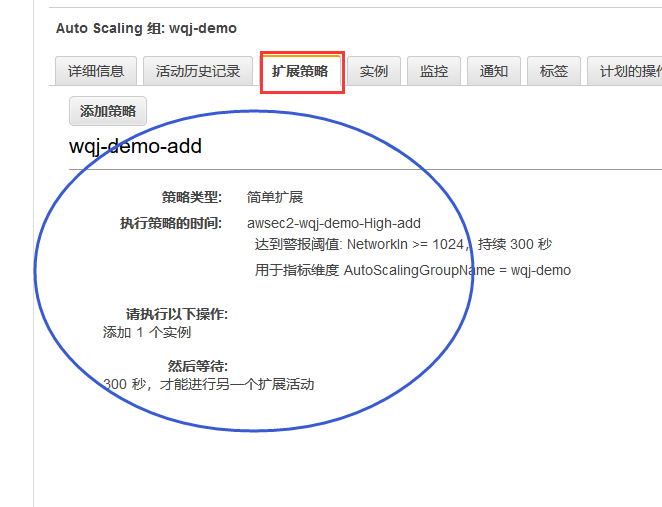 Auto Scaling 组: wqj-demo
详细信息 活动历史记录 扩展策略 实例 监控 通知 标签 计划的操作
添加策略
wqj-demo-add
策略类型: 简单扩展
执行策略的时间: awsec2-wqj-demo-High-add
达到警报阈值: NetworkIn >= 1024，持续 300 秒
用于指标维度 AutoScalingGroupName = wqj-demo
请执行以下操作:
添加 1 个实例
然后等待:
300 秒，才能进行另一个扩展活动